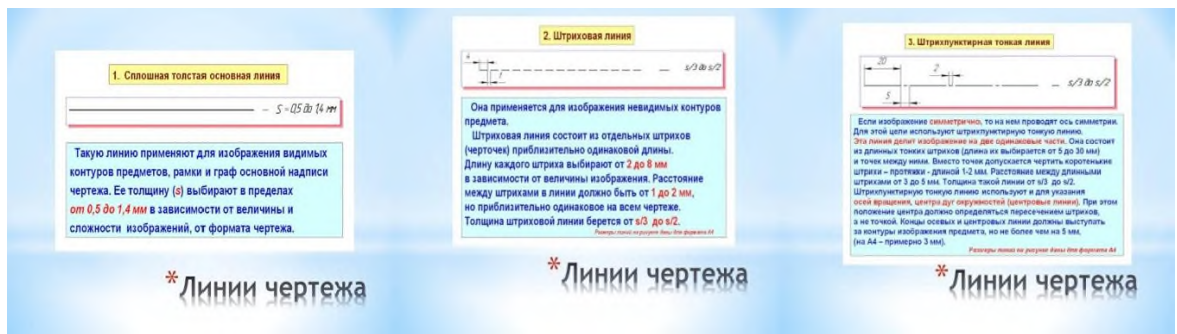 1. Сплошная толстая основная линия
– S = 0,5 до 1,4 мм
Такую линию применяют для изображения видимых
контуров предметов, рамки и граф основной надписи
чертежа. Ее толщину (s) выбирают в пределах
от 0,5 до 1,4 мм в зависимости от величины и
сложности изображений, от формата чертежа.
* Линии чертежа
2. Штриховая линия
4
1
– s/3 до s/2
Она применяется для изображения невидимых контуров
предмета.
Штриховая линия состоит из отдельных штрихов
(черточек) приблизительно одинаковой длины.
Длину каждого штриха выбирают от 2 до 8 мм
в зависимости от величины изображения. Расстояние
между штрихами в линии должно быть от 1 до 2 мм,
но приблизительно одинаковое на всем чертеже.
Толщина штриховой линии берется от s/3 до s/2.
Размеры линий на рисунке даны для формата А4
* Линии чертежа
3. Штрихпунктирная тонкая линия
20
2
5
– s/3 до s/2
Если изображение симметрично, то на нем проводят ось симметрии.
Для этой цели используют штрихпунктирную тонкую линию.
Эта линия делит изображение на две одинаковые части. Она состоит
из длинных тонких штрихов (длина их выбирается от 5 до 30 мм)
и точек между ними. Вместо точек допускается чертить коротенькие
штрихи – протяжки - длиной 1-2 мм. Расстояние между длинными
штрихами от 3 до 5 мм. Толщина такой линии от s/3 до s/2.
Штрихпунктирную тонкую линию используют и для указания
осей вращения, центра дуг окружностей (центровые линии). При этом
положение центра должно определяться пересечением штрихов,
а не точкой. Концы осевых и центровых линий должны выступать
за контуры изображения предмета, но не более чем на 5 мм,
(на А4 – примерно 3 мм).
Размеры линий на рисунке даны для формата А4
* Линии чертежа